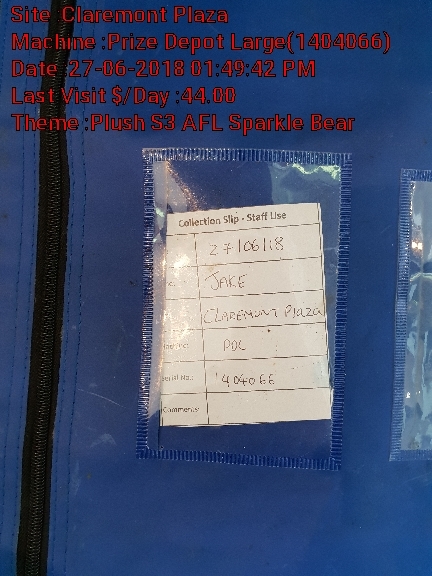 Site :Claremont Plaza
Machine :Prize Depot Large(1404066)
Date :27-06-2018 01:49:42 PM
Last Visit $/Day :44.00
Theme :Plush S3 AFL Sparkle Bear
Collection Slip - Staff Use
27/06/18
JAKE
CLAREMONT PLAZA
PDL
Serial No.: 1404066
Comments: